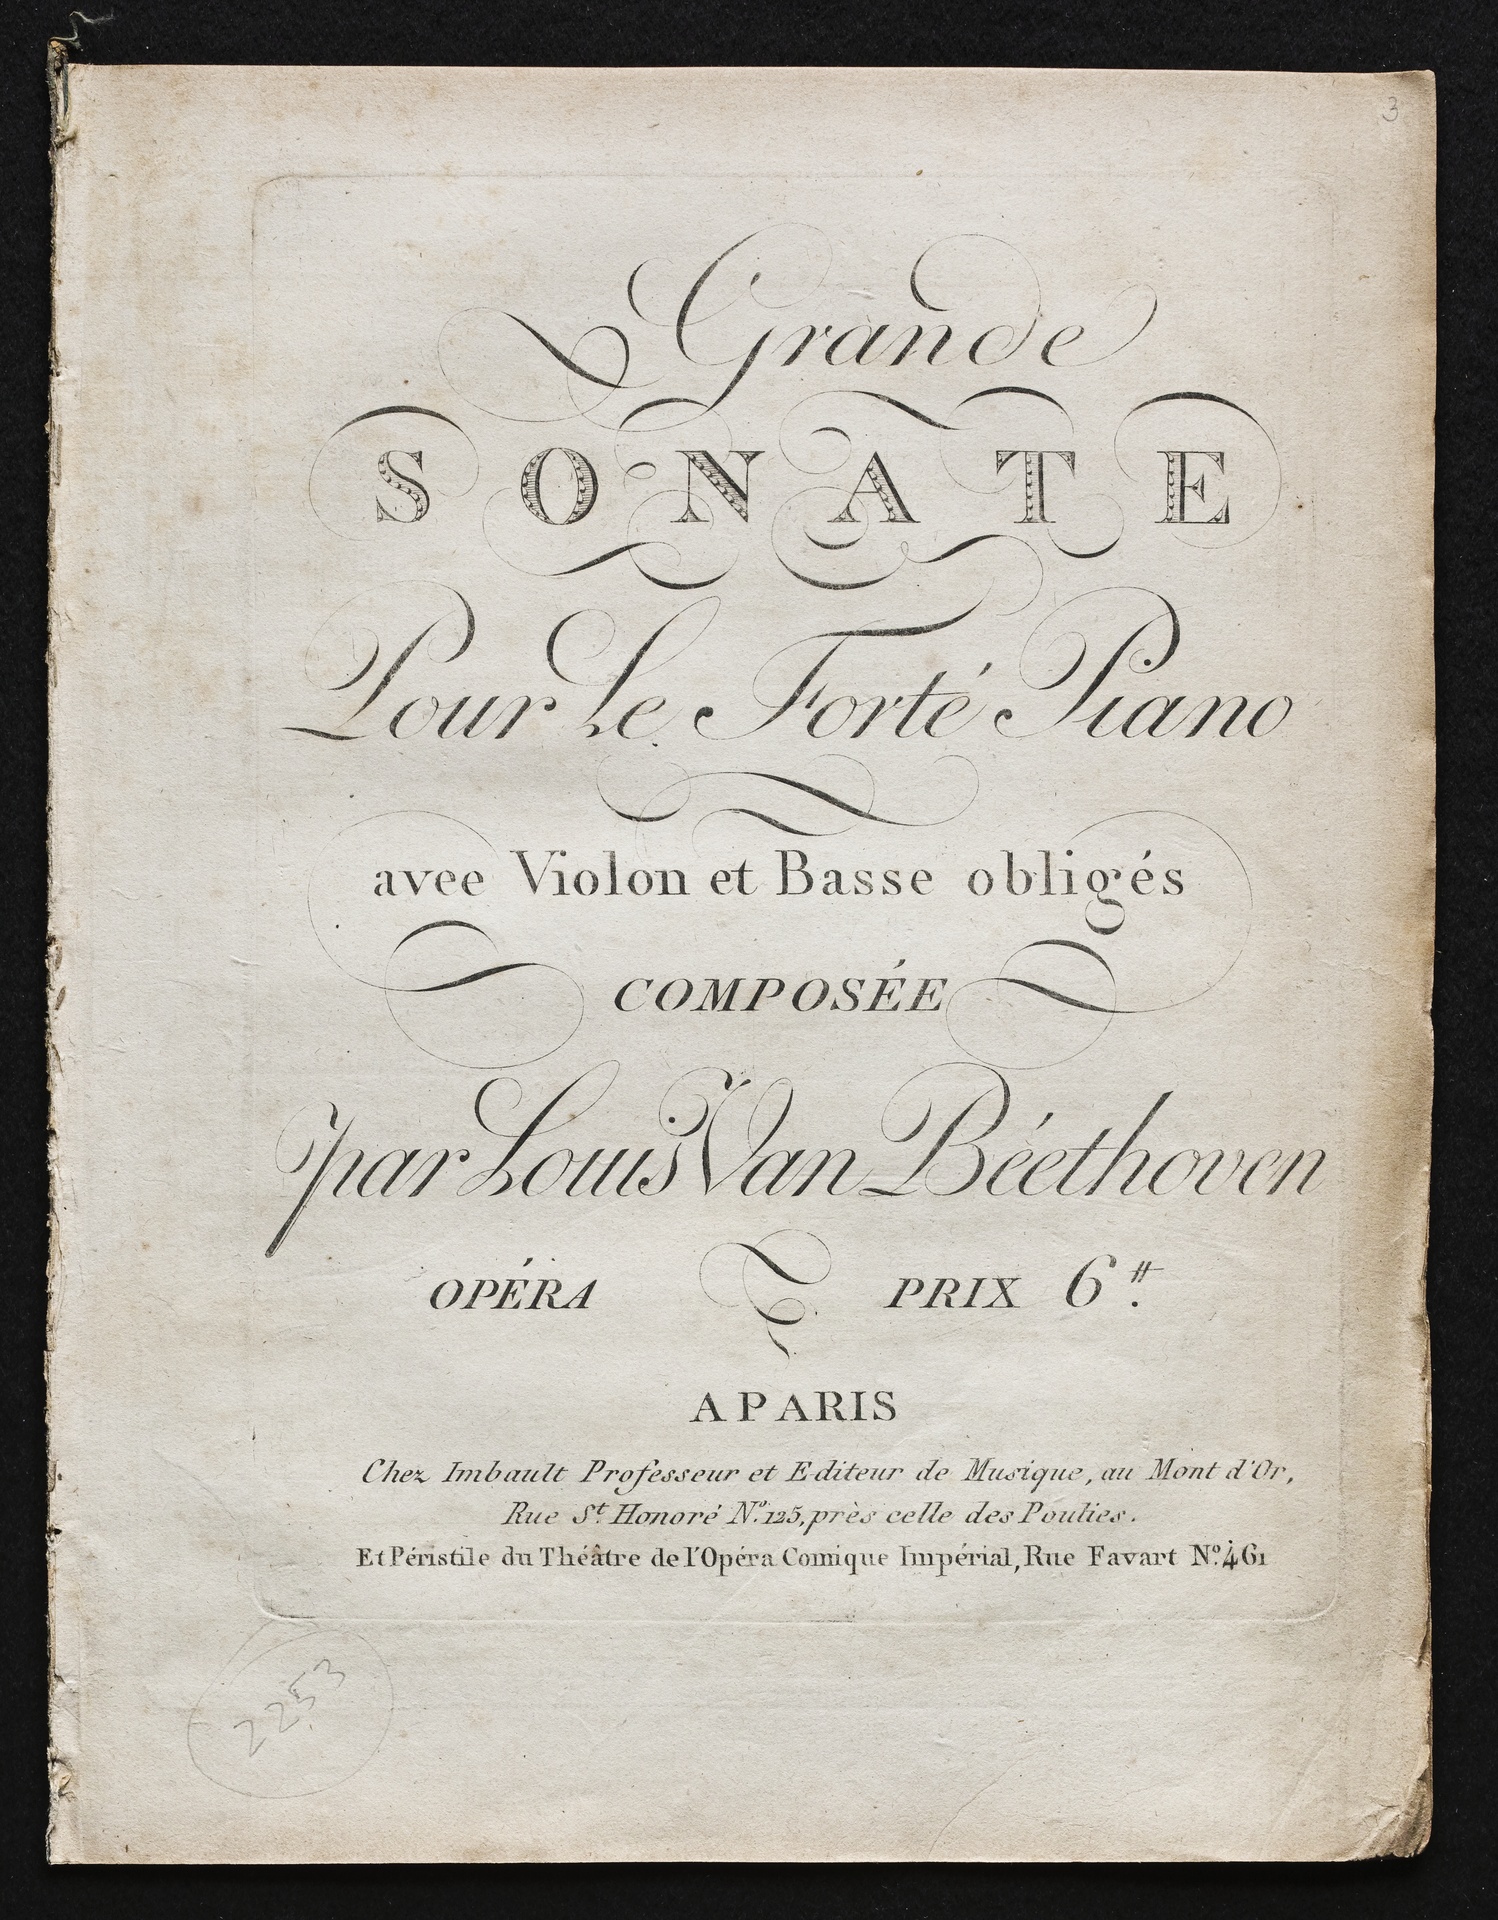 3
Grande
SONATE
Pour Le Forté Piano
avec Violon et Basse obligés
COMPOSÉE
par Louis Van Béethoven
OPÉRA PRIX 6.tt
A PARIS
Chez Imbault Professeur et Editeur de Musique, au Mont d'Or,
Rue St. Honoré No. 125, près celle des Poulies.
Et Péristile du Théâtre de l'Opéra Comique Impérial, Rue Favart No. 461
2253